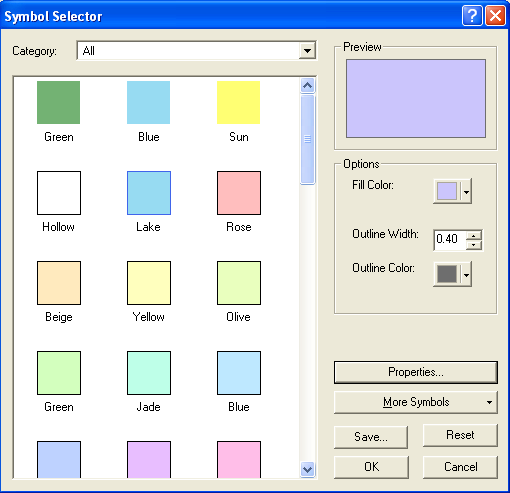 Symbol Selector
Category: All
Green Blue Sun
Hollow Lake Rose
Beige Yellow Olive
Green Jade Blue
Preview
Options
Fill Color:
Outline Width: 0.40
Outline Color:
Properties...
More Symbols
Save... Reset
OK Cancel